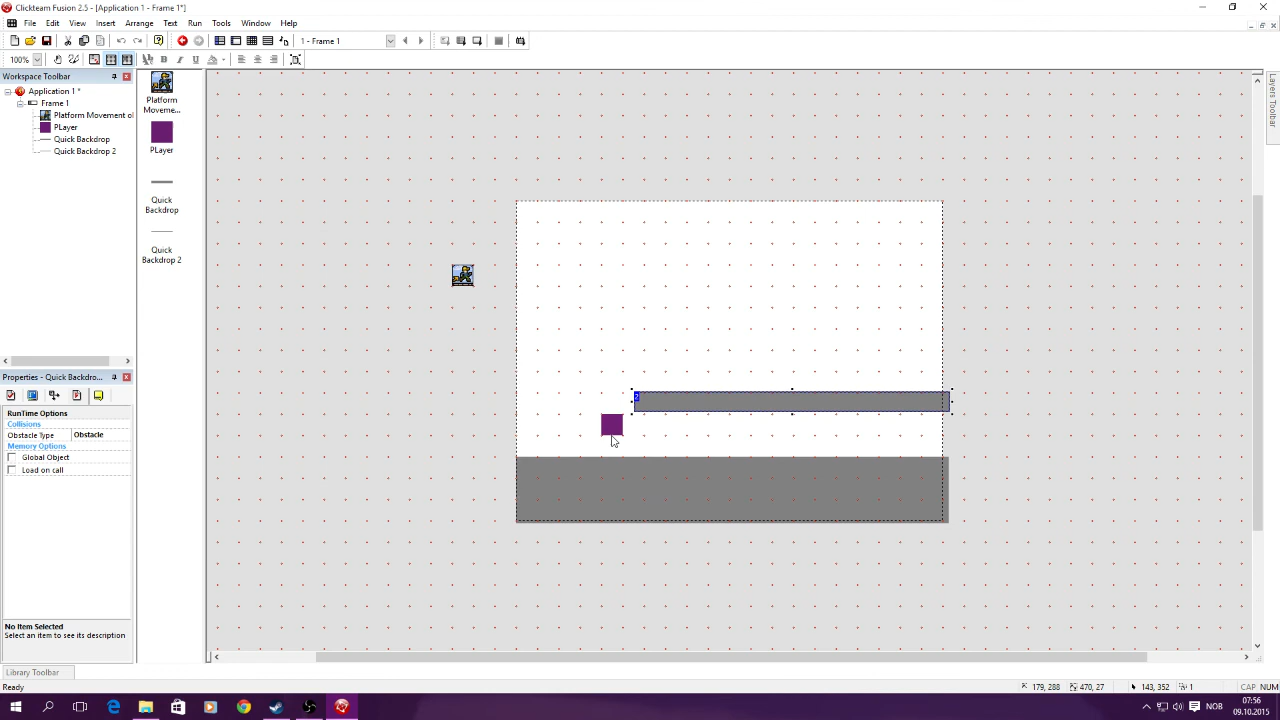 Clickteam Fusion 2.5 - [Application 1 - Frame 1*]
File Edit View Insert Arrange Text Run Tools Window Help
1 - Frame 1
100%
B I U
Workspace Toolbar
Application 1 *
Frame 1
Platform Movement ol
PLayer
Quick Backdrop
Quick Backdrop 2
Platform
Moveme...
PLayer
Quick
Backdrop
Quick
Backdrop 2
2
Layers Toolbar
Properties - Quick Backdro...
RunTime Options
Collisions
Obstacle Type Obstacle
Memory Options
Global Object
Load on call
No Item Selected
Select an item to see its description
Library Toolbar
Ready
179, 288 470, 27 143, 352 1 CAP NUM
NOB
07:56
09.10.2015